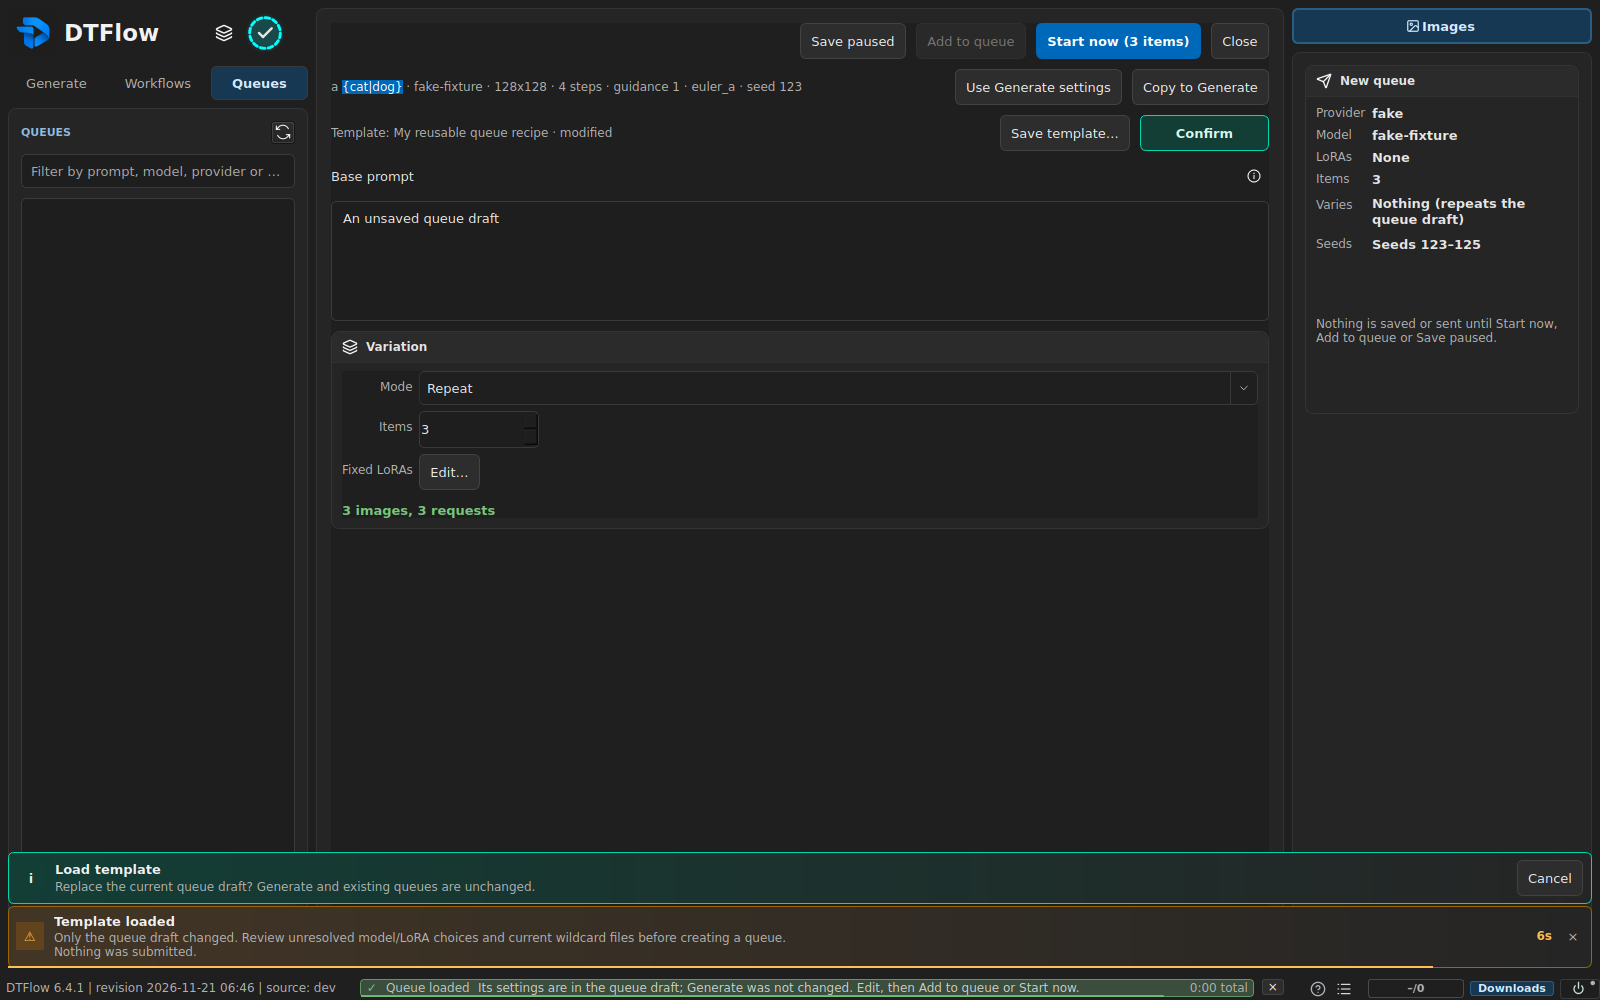 DTFlow
Generate
Workflows
Queues
QUEUES
Filter by prompt, model, provider or ...
Save paused
Add to queue
Start now (3 items)
Close
a {cat|dog} · fake-fixture · 128x128 · 4 steps · guidance 1 · euler_a · seed 123
Use Generate settings
Copy to Generate
Template: My reusable queue recipe · modified
Save template...
Confirm
Base prompt
An unsaved queue draft
Variation
Mode
Repeat
Items
3
Fixed LoRAs
Edit...
3 images, 3 requests
Images
New queue
Provider fake
Model fake-fixture
LoRAs None
Items 3
Varies Nothing (repeats the
queue draft)
Seeds Seeds 123–125
Nothing is saved or sent until Start now,
Add to queue or Save paused.
Load template
Replace the current queue draft? Generate and existing queues are unchanged.
Cancel
Template loaded
Only the queue draft changed. Review unresolved model/LoRA choices and current wildcard files before creating a queue.
Nothing was submitted.
6s
DTFlow 6.4.1 | revision 2026-11-21 06:46 | source: dev
Queue loaded Its settings are in the queue draft; Generate was not changed. Edit, then Add to queue or Start now.
0:00 total
–/0
Downloads